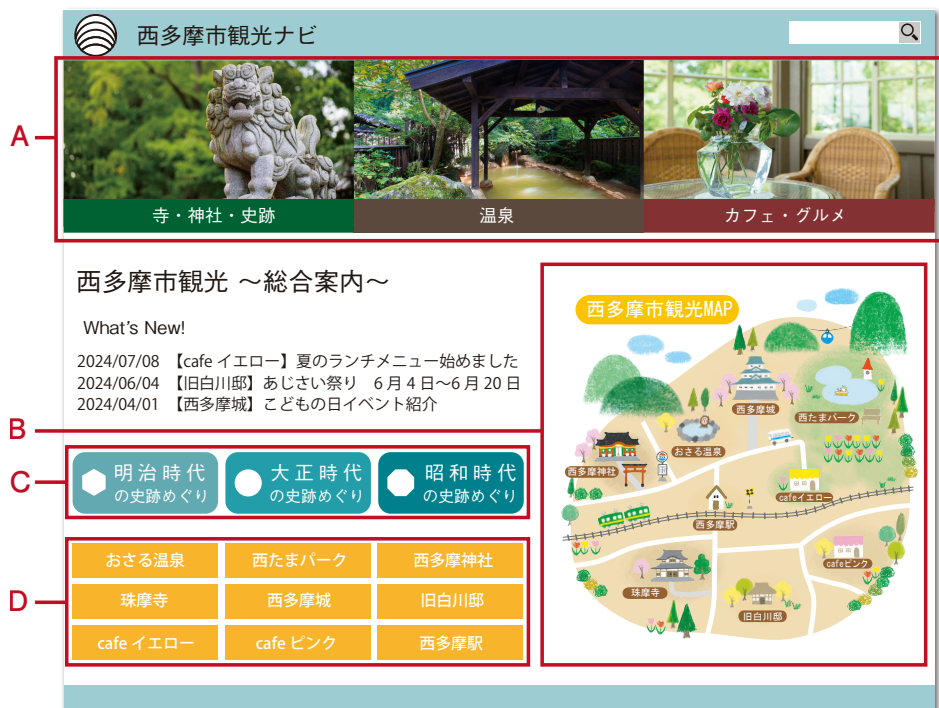 西多摩市観光ナビ
A
寺・神社・史跡
温泉
カフェ・グルメ
西多摩市観光 ～総合案内～
What's New!
2024/07/08 【cafe イエロー】夏のランチメニュー始めました
2024/06/04 【旧白川邸】あじさい祭り 6月4日～6月20日
2024/04/01 【西多摩城】こどもの日イベント紹介
B
西多摩市観光MAP
西多摩城
西たまパーク
おさる温泉
西多摩神社
cafeイエロー
西多摩駅
cafeピンク
珠摩寺
旧白川邸
C
明治時代
の史跡めぐり
大正時代
の史跡めぐり
昭和時代
の史跡めぐり
D
おさる温泉
西たまパーク
西多摩神社
珠摩寺
西多摩城
旧白川邸
cafe イエロー
cafe ピンク
西多摩駅